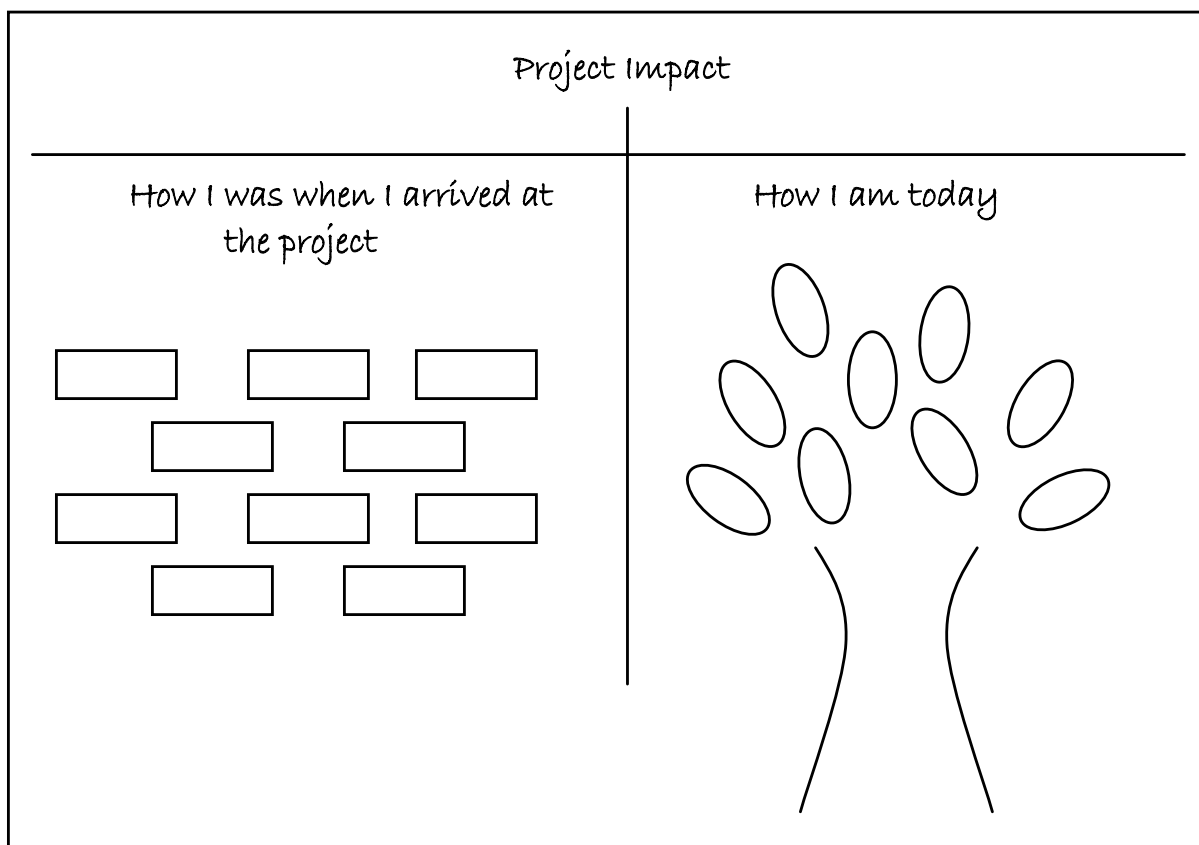 Project Impact
How I was when I arrived at
the project
How I am today